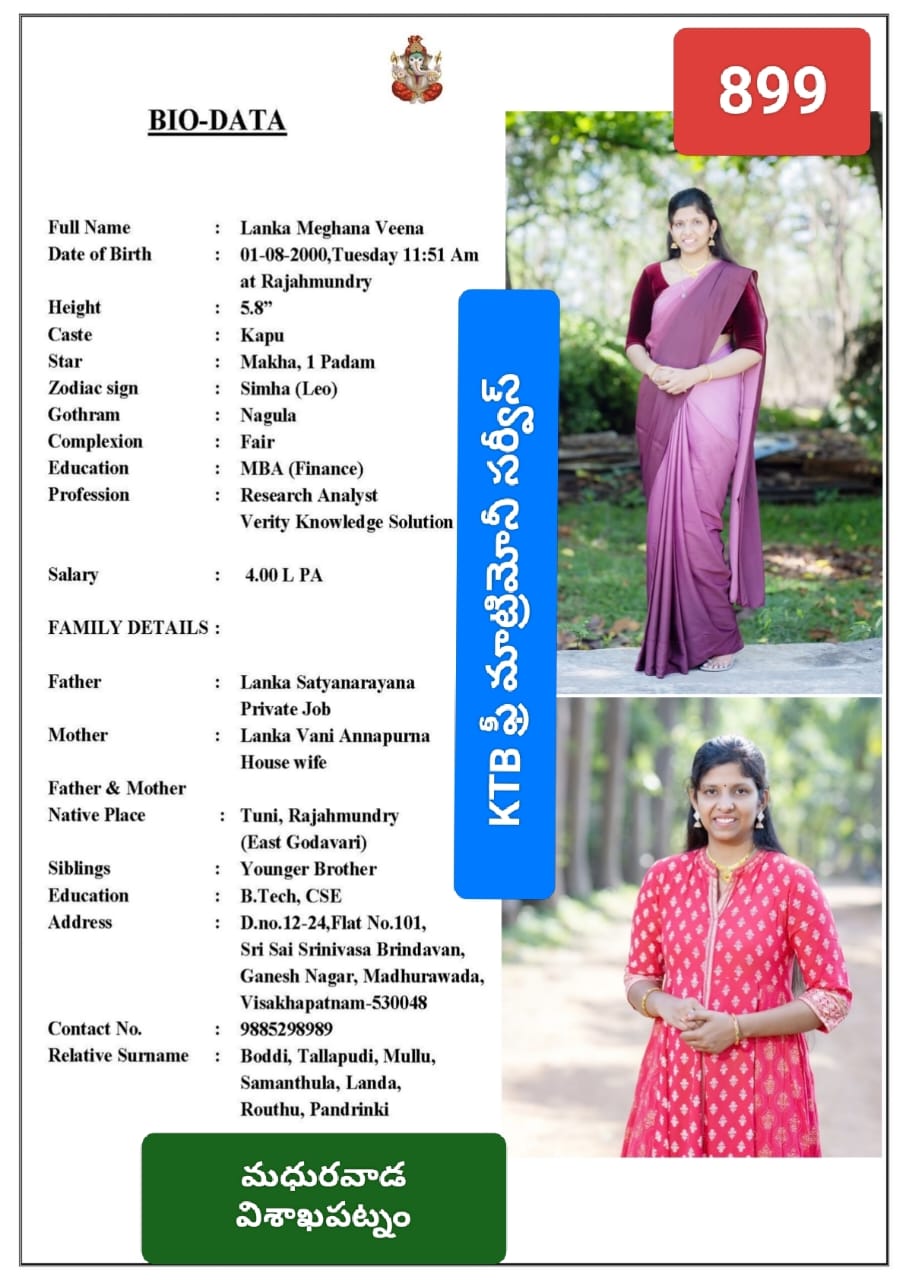 899
BIO-DATA
Full Name : Lanka Meghana Veena
Date of Birth : 01-08-2000,Tuesday 11:51 Am
at Rajahmundry
Height : 5.8”
Caste : Kapu
Star : Makha, 1 Padam
Zodiac sign : Simha (Leo)
Gothram : Nagula
Complexion : Fair
Education : MBA (Finance)
Profession : Research Analyst
Verity Knowledge Solution
Salary : 4.00 L PA
FAMILY DETAILS :
Father : Lanka Satyanarayana
Private Job
Mother : Lanka Vani Annapurna
House wife
Father & Mother
Native Place : Tuni, Rajahmundry
(East Godavari)
Siblings : Younger Brother
Education : B.Tech, CSE
Address : D.no.12-24,Flat No.101,
Sri Sai Srinivasa Brindavan,
Ganesh Nagar, Madhurawada,
Visakhapatnam-530048
Contact No. : 9885298989
Relative Surname : Boddi, Tallapudi, Mullu,
Samanthula, Landa,
Routhu, Pandrinki
KTB ఫ్రీ మాట్రిమోనీ సర్వీస్
మధురవాడ
విశాఖపట్నం